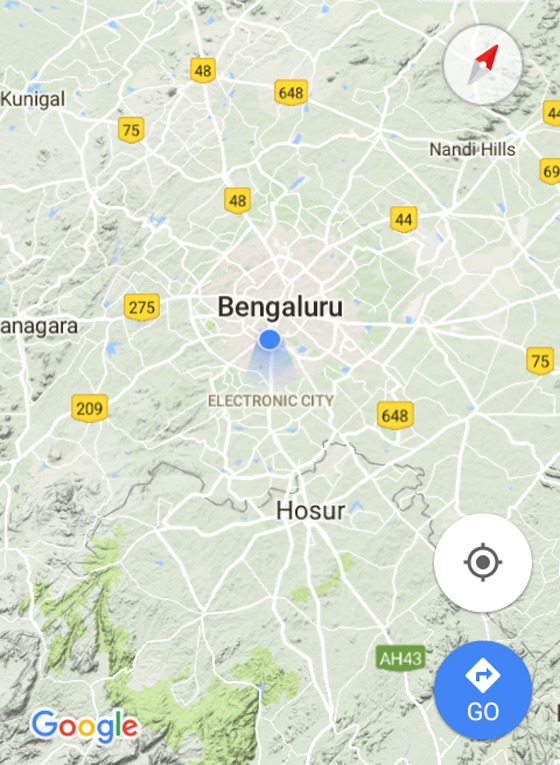 48
648
Kunigal
44
75
Nandi Hills
69
48
44
275
Bengaluru
anagara
75
ELECTRONIC CITY
209
648
Hosur
AH43
GO
Google